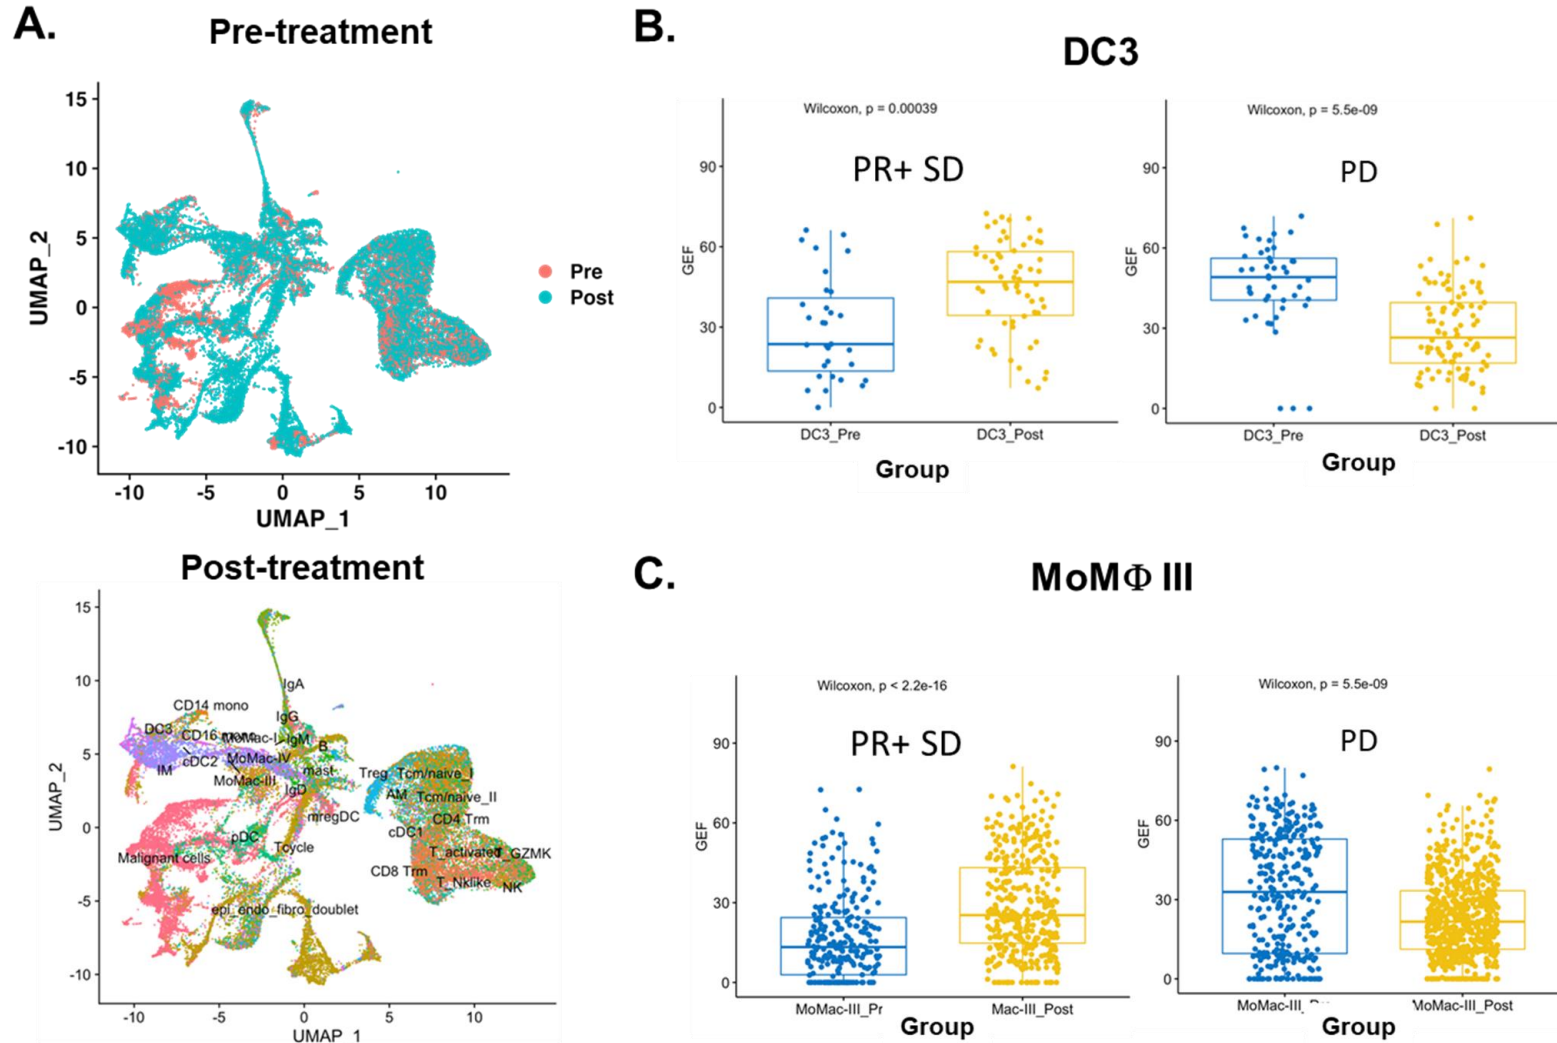 A.
Pre-treatment
15
10
5
0
-5
-10
UMAP_2
-10 -5 0 5 10
UMAP_1
Pre
Post
Post-treatment
15
10
5
0
-5
-10
UMAP_2
IgA
CD14 mono
IgG
DC3 CD16 mono MoMac-I IgM B
cDC2 MoMac-IV
IM
MoMac-III mast Treg Tcm/naive_I
IgD AM Tcm/naive_II
mregDC CD4 Trm
pDC cDC1
Tcycle
Malignant cells T_activated T_GZMK
CD8 Trm
T_Nklike NK
epi_endo_fibro_doublet
-10 -5 0 5 10
UMAP_1
B.
DC3
Wilcoxon, p = 0.00039
PR+ SD
90
60
30
0
GEF
DC3_Pre DC3_Post
Group
Wilcoxon, p = 5.5e-09
PD
90
60
30
0
GEF
DC3_Pre DC3_Post
Group
C.
MoMΦ III
Wilcoxon, p < 2.2e-16
PR+ SD
90
60
30
0
GEF
MoMac-III_Pr Mac-III_Post
Group
Wilcoxon, p = 5.5e-09
PD
90
60
30
0
GEF
MoMac-III_ MoMac-III_Post
Group